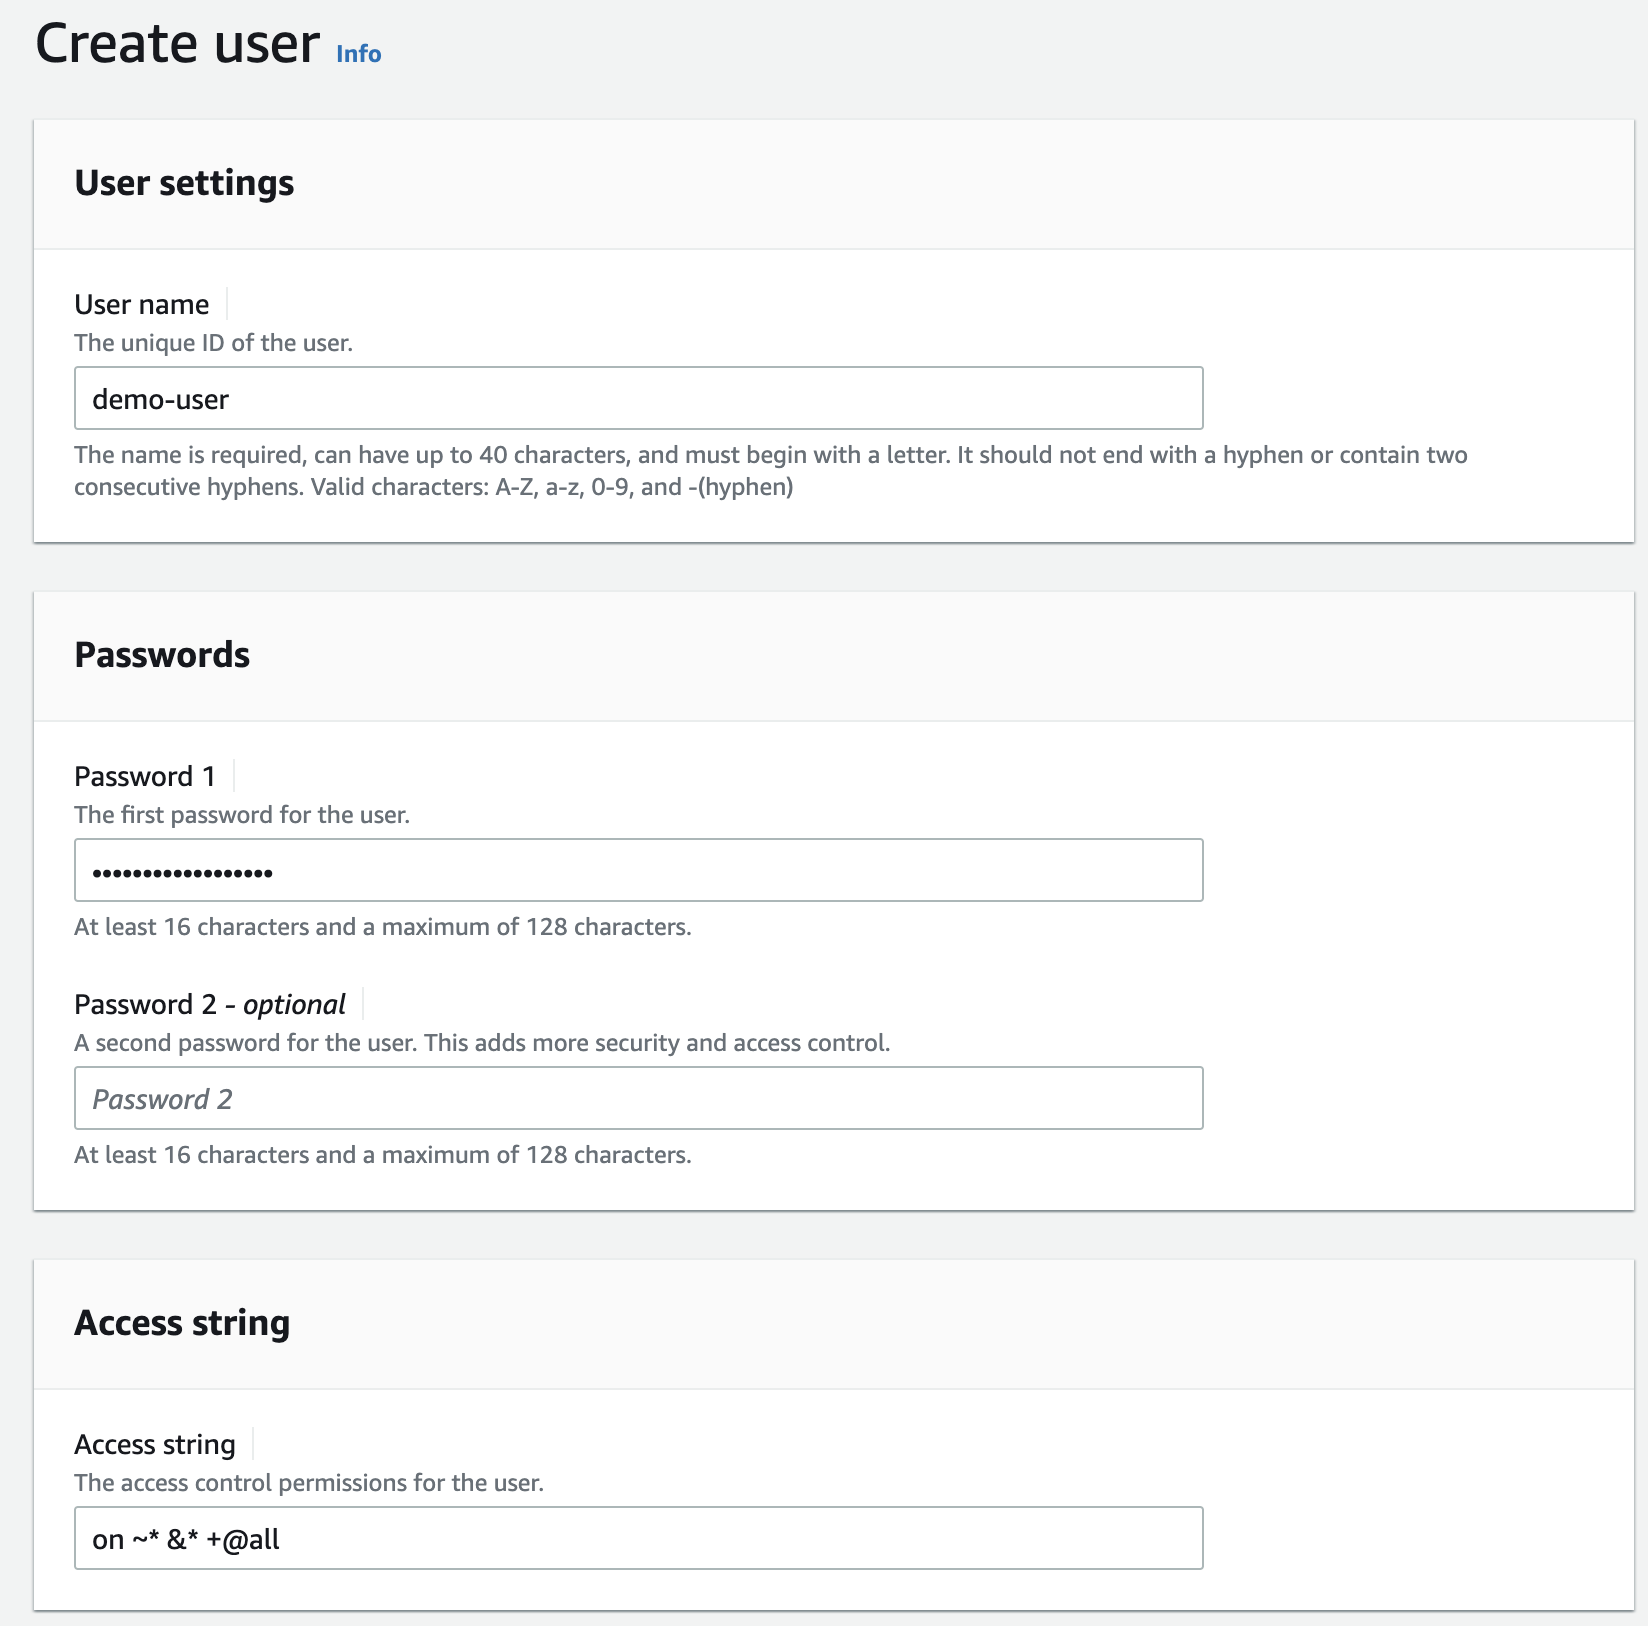 Create user Info
User settings
User name
The unique ID of the user.
demo-user
The name is required, can have up to 40 characters, and must begin with a letter. It should not end with a hyphen or contain two
consecutive hyphens. Valid characters: A-Z, a-z, 0-9, and -(hyphen)
Passwords
Password 1
The first password for the user.
••••••••••••••••••
At least 16 characters and a maximum of 128 characters.
Password 2 - optional
A second password for the user. This adds more security and access control.
Password 2
At least 16 characters and a maximum of 128 characters.
Access string
Access string
The access control permissions for the user.
on ~* &* +@all